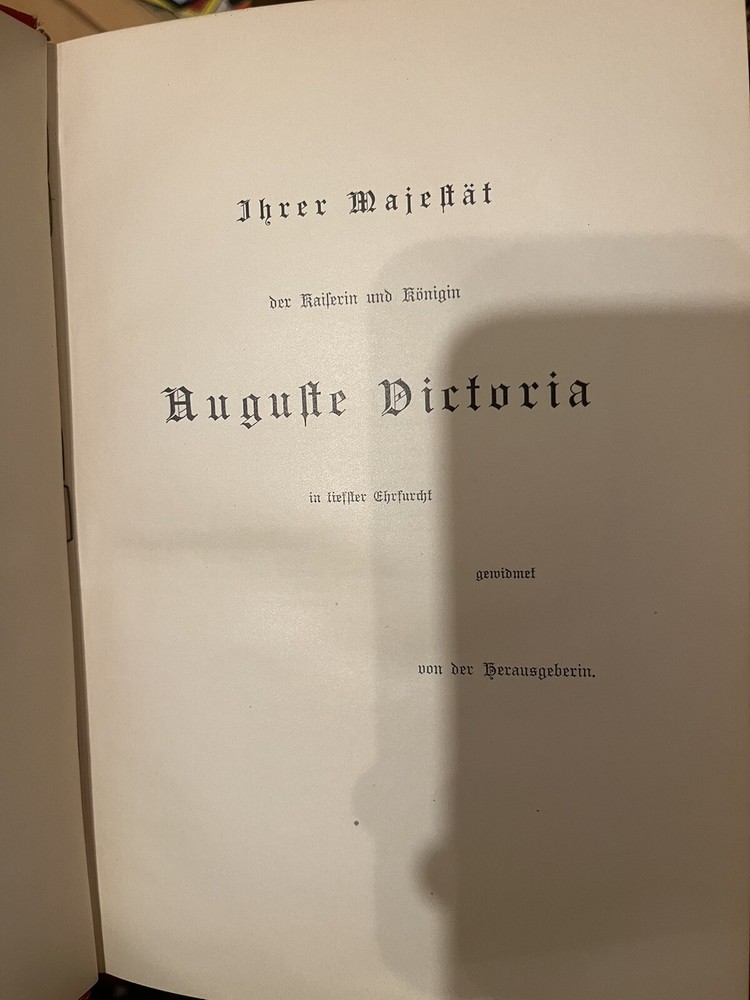 Ihrer Majeſtät
der Kaiſerin und Königin
Auguſte Victoria
in tiefſter Ehrfurcht
gewidmet
von der Herausgeberin.